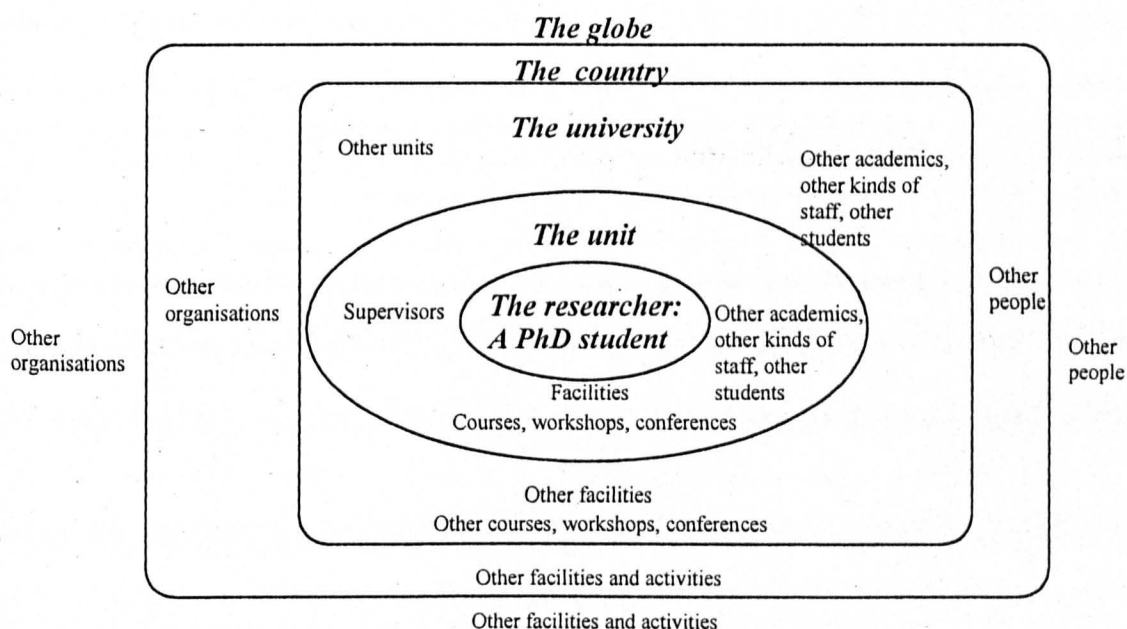 The globe
The country
The university
Other units
Other academics,
other kinds of
staff, other
students
The unit
Other
organisations
Other
organisations
Supervisors
The researcher:
A PhD student
Other academics,
other kinds of
staff, other
students
Other
people
Other
people
Facilities
Courses, workshops, conferences
Other facilities
Other courses, workshops, conferences
Other facilities and activities
Other facilities and activities